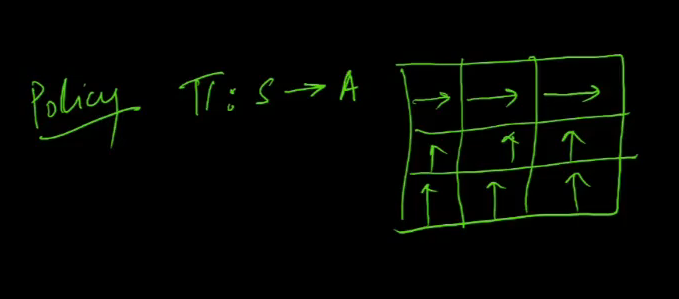 Policy π: S → A
→ → →
↑ ↑ ↑
↑ ↑ ↑